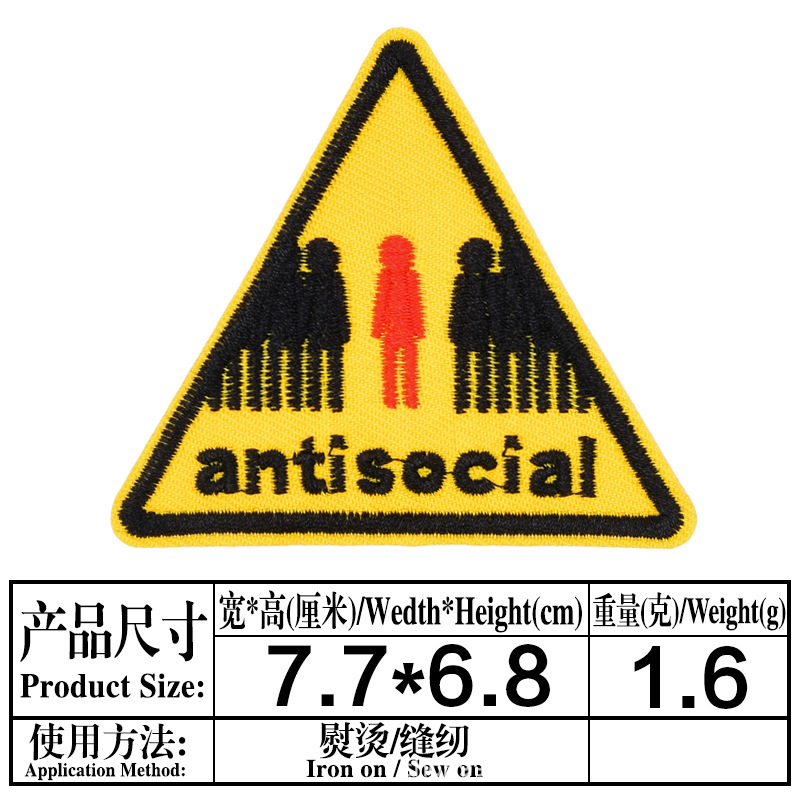 antisocial
产品尺寸
Product Size:
宽*高(厘米)/Wedth*Height(cm)
重量(克)/Weight(g)
7.7*6.8
1.6
使用方法:
Application Method:
熨烫/缝纫
Iron on / Sew on